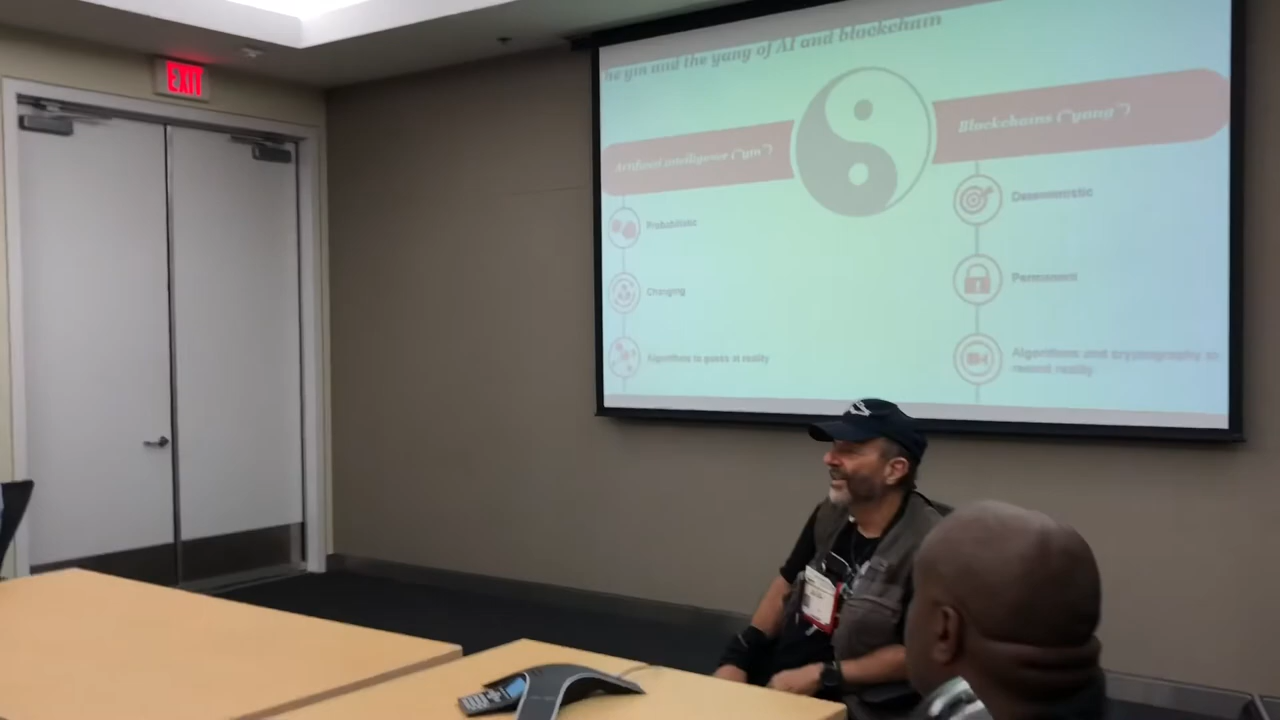 EXIT
he yin and the yang of AI and blockchain
Artificial intelligence ("yin")
Probabilistic
Changing
Algorithms to guess at reality
Blockchains ("yang")
Deterministic
Permanent
Algorithms and cryptography to
record reality